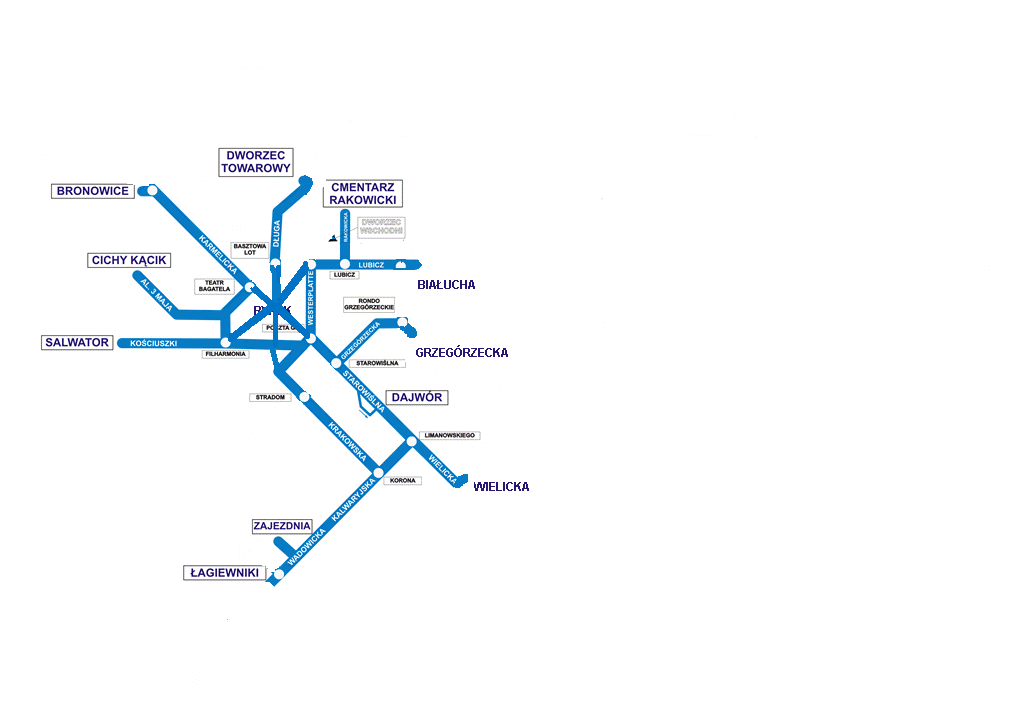 DWORZEC
TOWAROWY
BRONOWICE
CMENTARZ
RAKOWICKI
RAKOWICKA
DWORZEC
WSCHODNI
DŁUGA
KARMELICKA
BASZTOWA
LOT
CICHY KĄCIK
LUBICZ
LUBICZ
BIAŁUCHA
TEATR
BAGATELA
AL. 3 MAJA
WESTERPLATTE
RONDO
GRZEGÓRZECKIE
POCZTA
GRZEGÓRZECKA
SALWATOR
KOŚCIUSZKI
FILHARMONIA
GRZEGÓRZECKA
STAROWIŚLNA
STAROWIŚLNA
DAJWÓR
STRADOM
KRAKOWSKA
LIMANOWSKIEGO
WIELICKA
WIELICKA
KORONA
KALWARYJSKA
ZAJEZDNIA
WADOWICKA
ŁAGIEWNIKI